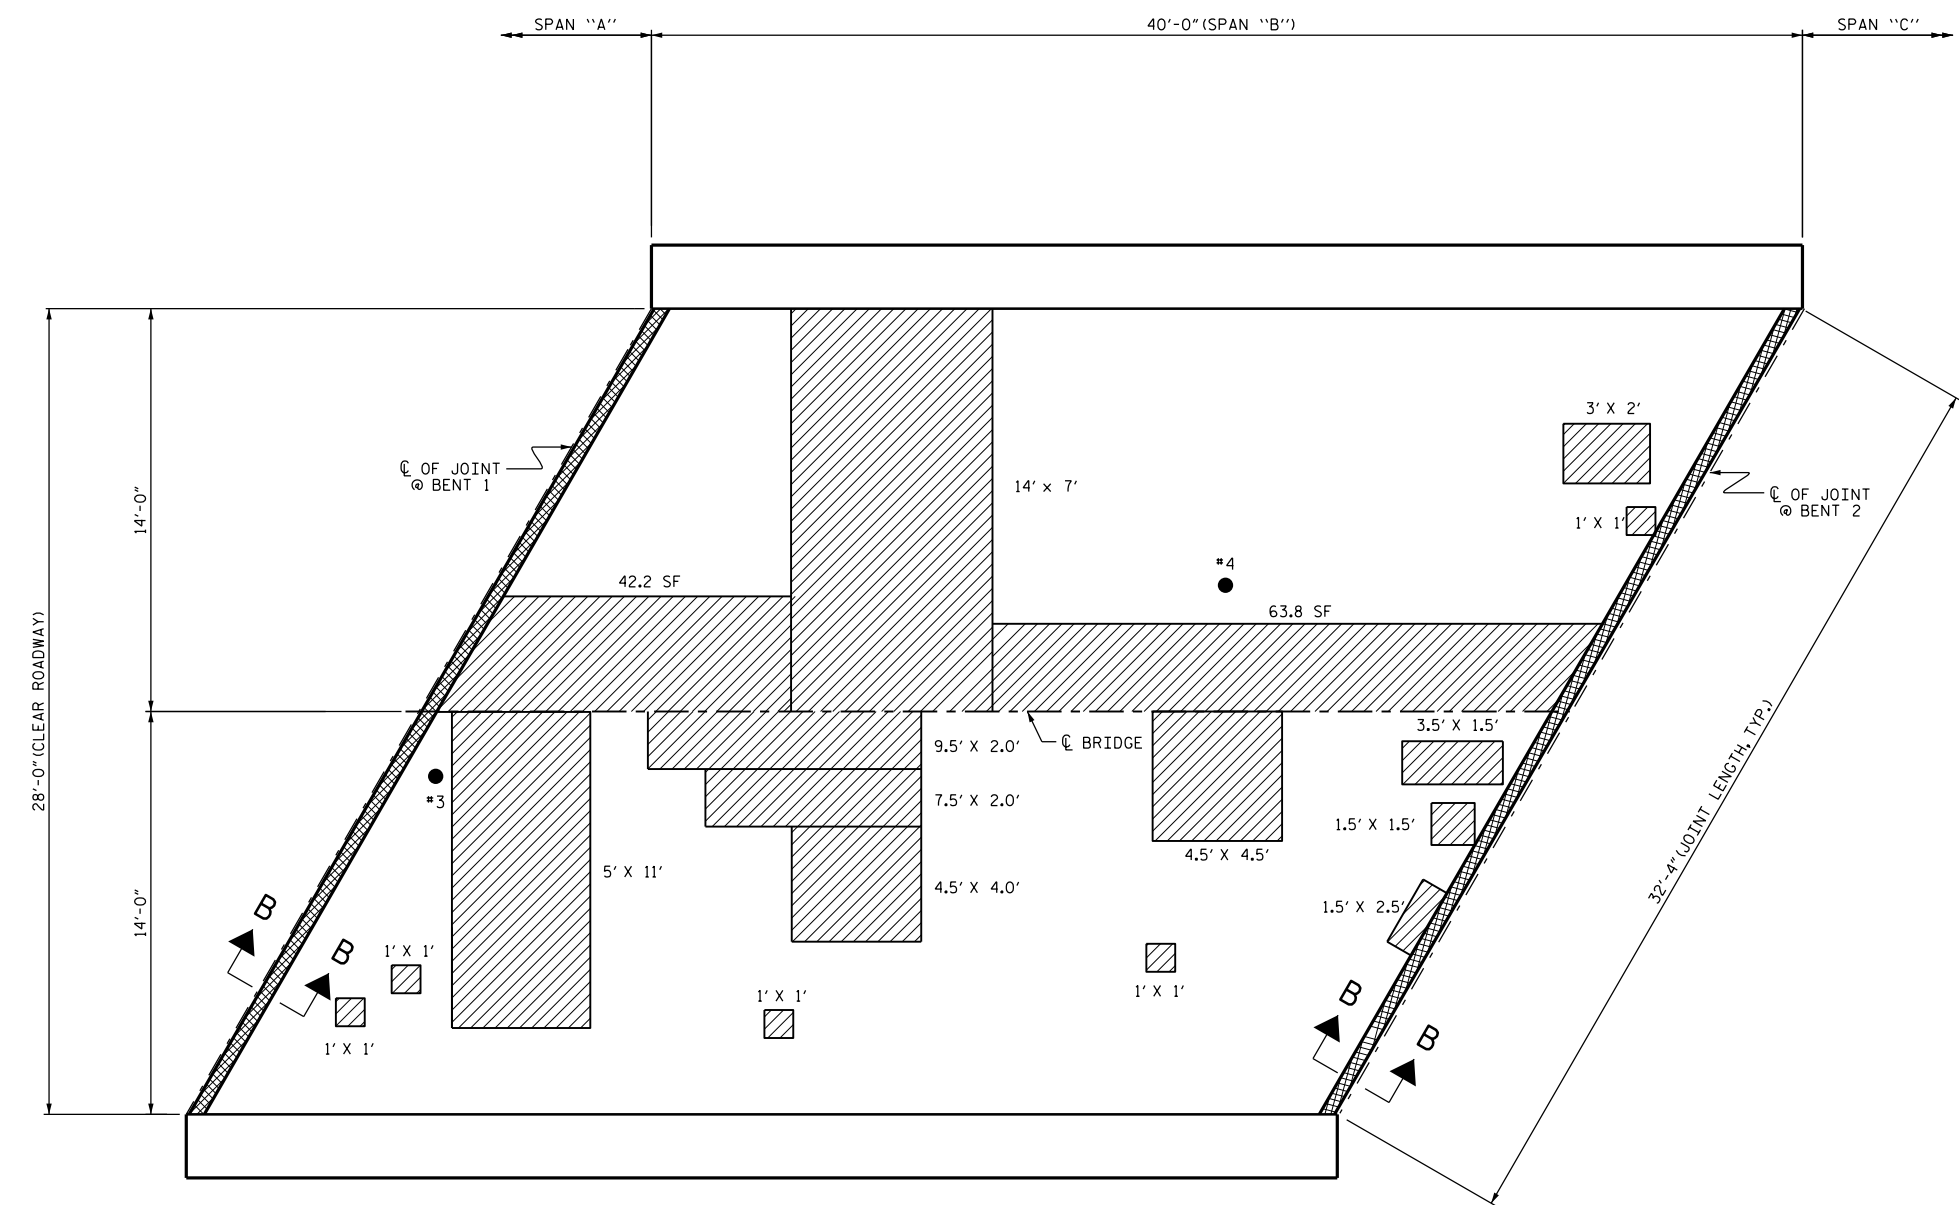 SPAN ‵‵A′′
40′-0″(SPAN ‵‵B′′)
SPAN ‵‵C′′
28′-0″(CLEAR ROADWAY)
14′-0″
14′-0″
℄ OF JOINT
@ BENT 1
14′ x 7′
3′ X 2′
1′ X 1′
℄ OF JOINT
@ BENT 2
#4
42.2 SF
63.8 SF
℄ BRIDGE
#3
9.5′ X 2.0′
7.5′ X 2.0′
4.5′ X 4.0′
5′ X 11′
4.5′ X 4.5′
3.5′ X 1.5′
1.5′ X 1.5′
1.5′ X 2.5′
32′-4″(JOINT LENGTH, TYP.)
B
B
1′ X 1′
1′ X 1′
1′ X 1′
1′ X 1′
B
B